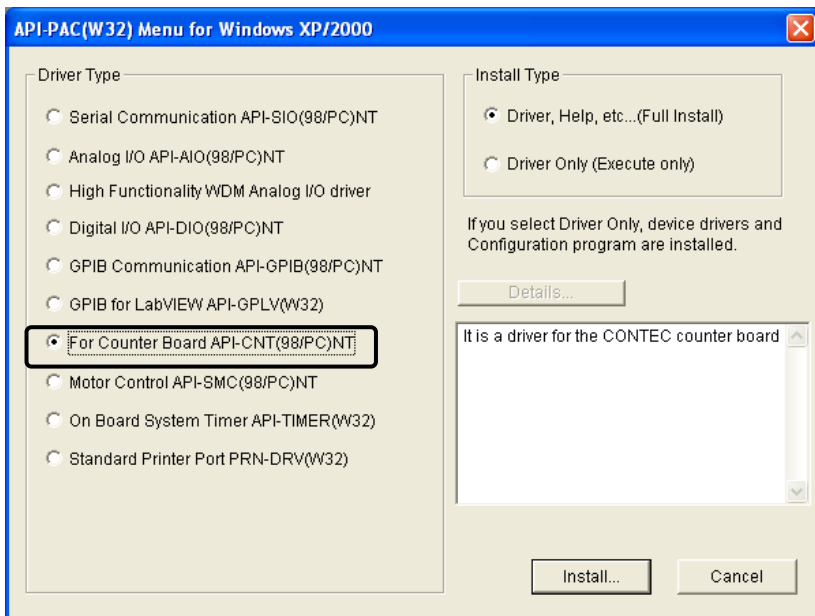 API-PAC(W32) Menu for Windows XP/2000
Driver Type
Serial Communication API-SIO(98/PC)NT
Analog I/O API-AIO(98/PC)NT
High Functionality WDM Analog I/O driver
Digital I/O API-DIO(98/PC)NT
GPIB Communication API-GPIB(98/PC)NT
GPIB for LabVIEW API-GPLV(W32)
For Counter Board API-CNT(98/PC)NT
Motor Control API-SMC(98/PC)NT
On Board System Timer API-TIMER(W32)
Standard Printer Port PRN-DRV(W32)
Install Type
Driver, Help, etc...(Full Install)
Driver Only (Execute only)
If you select Driver Only, device drivers and
Configuration program are installed.
Details...
It is a driver for the CONTEC counter board
Install...
Cancel